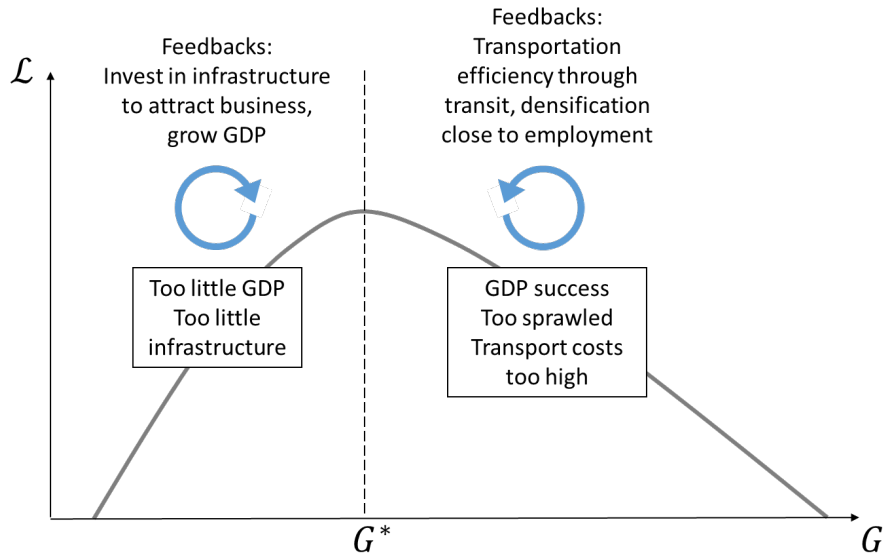 Feedbacks:
Invest in infrastructure
to attract business,
grow GDP
Feedbacks:
Transportation
efficiency through
transit, densification
close to employment
ℒ
Too little GDP
Too little
infrastructure
GDP success
Too sprawled
Transport costs
too high
G*
G